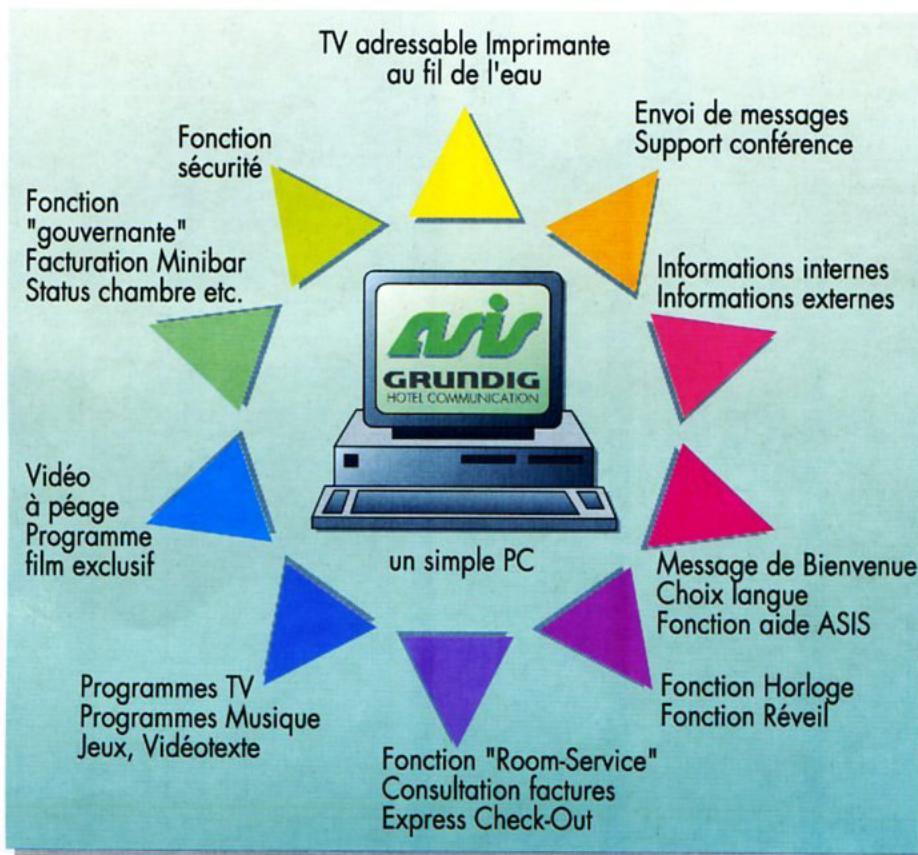 TV adressable Imprimante
au fil de l'eau
Envoi de messages
Support conférence
Fonction
sécurité
Fonction
"gouvernante"
Facturation Minibar
Status chambre etc.
Informations internes
Informations externes
asis
GRUNDIG
HOTEL COMMUNICATION
Vidéo
à péage
Programme
film exclusif
un simple PC
Message de Bienvenue
Choix langue
Fonction aide ASIS
Programmes TV
Programmes Musique
Jeux, Vidéotexte
Fonction Horloge
Fonction Réveil
Fonction "Room-Service"
Consultation factures
Express Check-Out